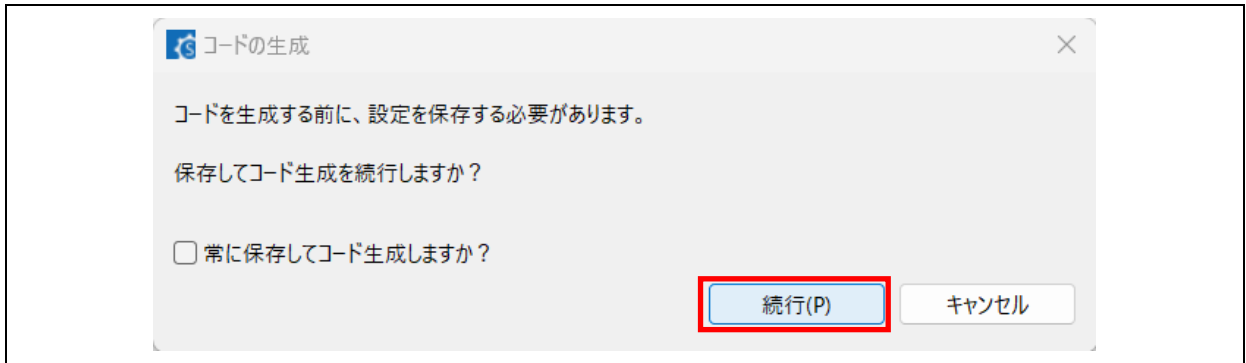 コードの生成
コードを生成する前に、設定を保存する必要があります。
保存してコード生成を続行しますか？
常に保存してコード生成しますか？
続行(P)
キャンセル